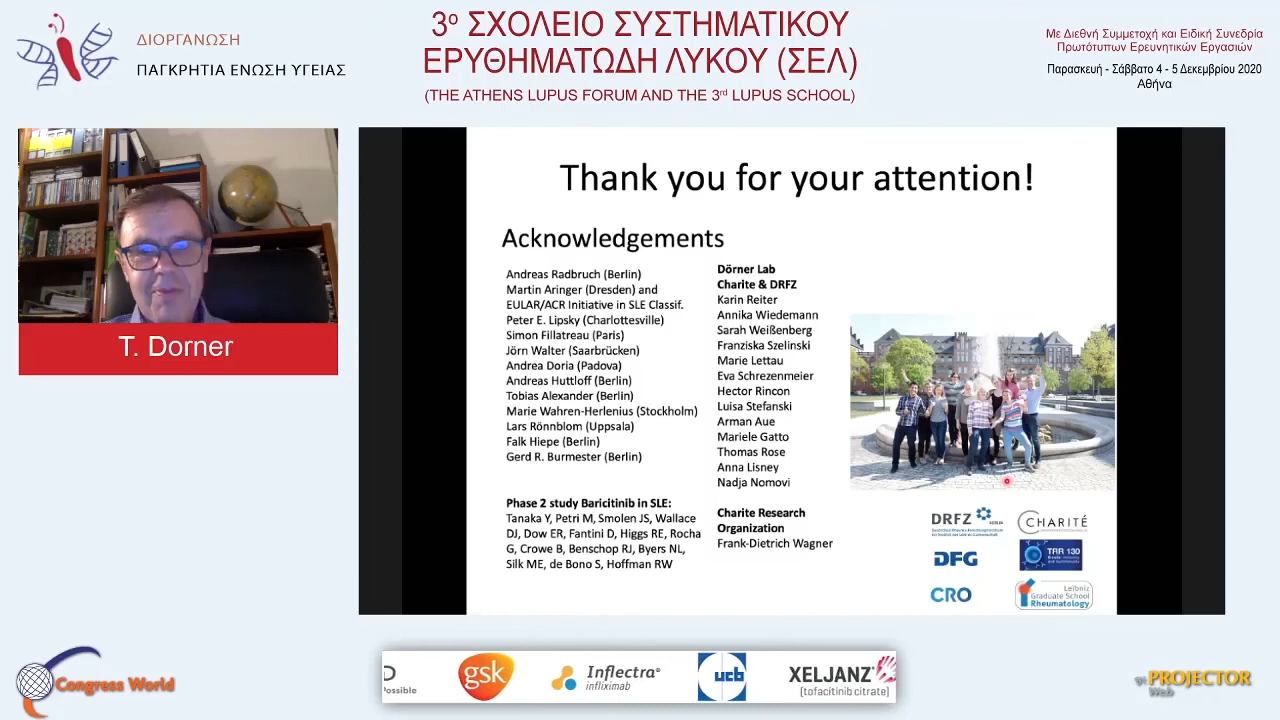 ΔΙΟΡΓΑΝΩΣΗ
ΠΑΓΚΡΗΤΙΑ ΕΝΩΣΗ ΥΓΕΙΑΣ
3ο ΣΧΟΛΕΙΟ ΣΥΣΤΗΜΑΤΙΚΟΥ
ΕΡΥΘΗΜΑΤΩΔΗ ΛΥΚΟΥ (ΣΕΛ)
(THE ATHENS LUPUS FORUM AND THE 3rd LUPUS SCHOOL)
Με Διεθνή Συμμετοχή και Ειδική Συνεδρία
Πρωτότυπων Ερευνητικών Εργασιών
Παρασκευή - Σάββατο 4 - 5 Δεκεμβρίου 2020
Αθήνα
T. Dorner
Thank you for your attention!
Acknowledgements
Andreas Radbruch (Berlin)
Martin Aringer (Dresden) and
EULAR/ACR Initiative in SLE Classif.
Peter E. Lipsky (Charlottesville)
Simon Fillatreau (Paris)
Jörn Walter (Saarbrücken)
Andrea Doria (Padova)
Andreas Huttloff (Berlin)
Tobias Alexander (Berlin)
Marie Wahren-Herlenius (Stockholm)
Lars Rönnblom (Uppsala)
Falk Hiepe (Berlin)
Gerd R. Burmester (Berlin)
Phase 2 study Baricitinib in SLE:
Tanaka Y, Petri M, Smolen JS, Wallace
DJ, Dow ER, Fantini D, Higgs RE, Rocha
G, Crowe B, Benschop RJ, Byers NL,
Silk ME, de Bono S, Hoffman RW
Dörner Lab
Charite & DRFZ
Karin Reiter
Annika Wiedemann
Sarah Weißenberg
Franziska Szelinski
Marie Lettau
Eva Schrezenmeier
Hector Rincon
Luisa Stefanski
Arman Aue
Mariele Gatto
Thomas Rose
Anna Lisney
Nadja Nomovi
Charite Research
Organization
Frank-Dietrich Wagner
DRFZ
CHARITÉ
DFG
TRR 130
CRO
Leibniz
Graduate School
Rheumatology
Congress World
D
Possible
gsk
Inflectra
infliximab
ucb
XELJANZ
(tofacitinib citrate)
PROJECTOR
Web